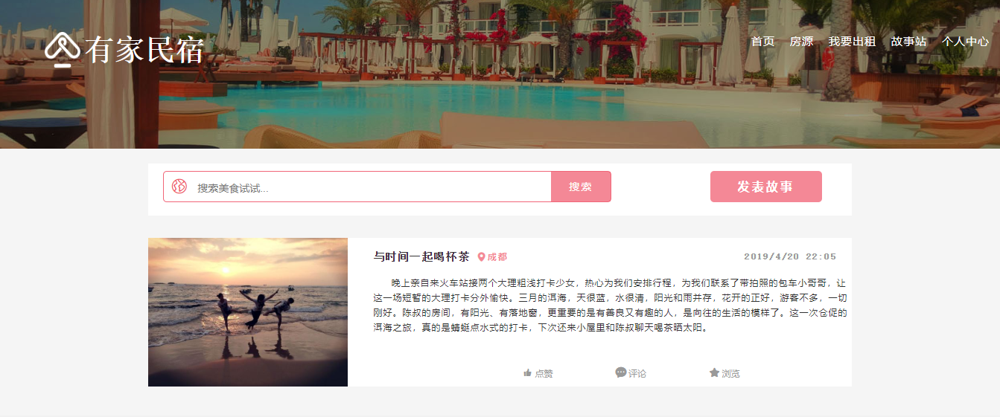 有家民宿
首页 房源 我要出租 故事站 个人中心
搜索美食试试...
搜索
发表故事
与时间一起喝杯茶 成都 2019/4/20 22:05
晚上亲自来火车站接两个大理粗浅打卡少女，热心为我们安排行程，为我们联系了带拍照的包车小哥哥，让
这一场短暂的大理打卡分外愉快。三月的洱海，天很蓝，水很清，阳光和雨并存，花开的正好，游客不多，一切
刚好。陈叔的房间，有阳光、有落地窗，更重要的是有善良又有趣的人，是向往的生活的模样了。这一次仓促的
洱海之旅，真的是蜻蜓点水式的打卡，下次还来小屋里和陈叔聊天喝茶晒太阳。
点赞 评论 浏览